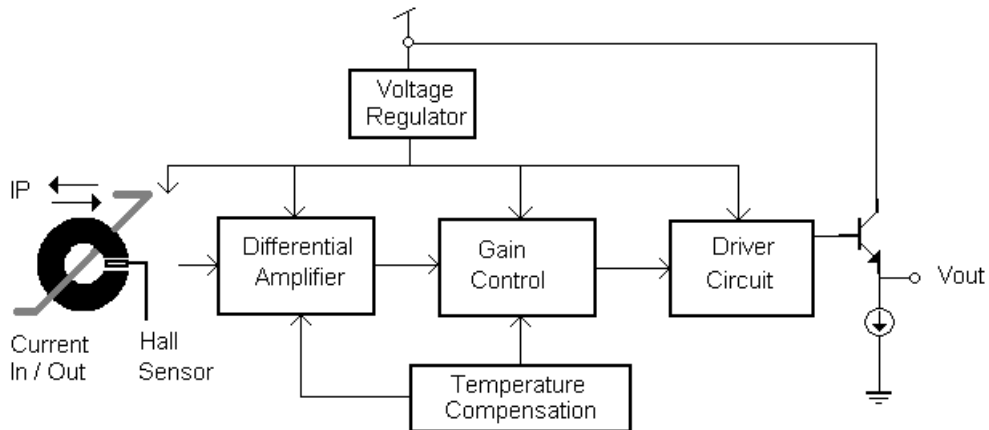 Voltage
Regulator
IP
Differential
Amplifier
Gain
Control
Driver
Circuit
Vout
Current
In / Out
Hall
Sensor
Temperature
Compensation